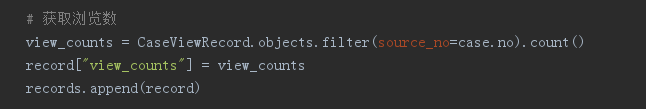 # 获取浏览数
view_counts = CaseViewRecord.objects.filter(source_no=case.no).count()
record["view_counts"] = view_counts
records.append(record)